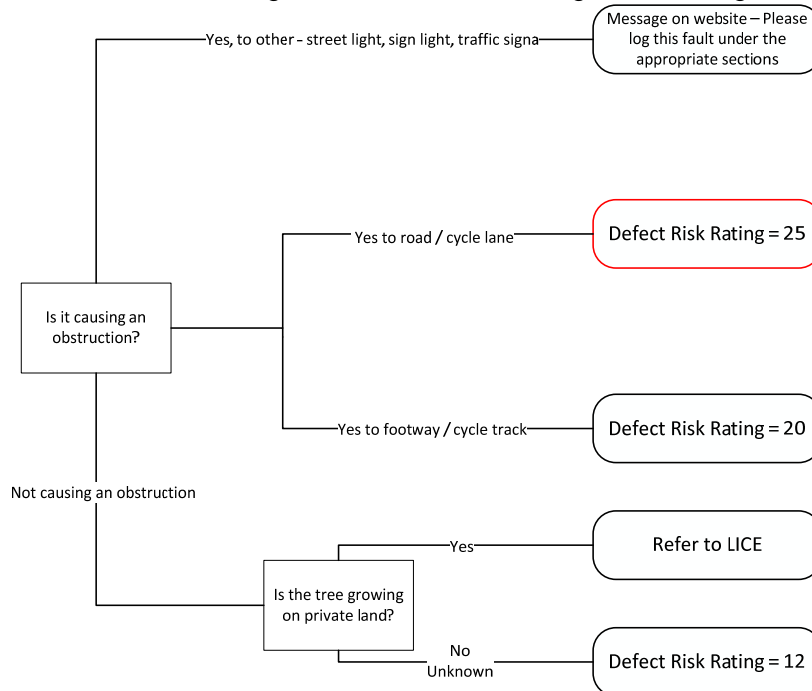 Yes, to other – street light, sign light, traffic signa
Message on website – Please
log this fault under the
appropriate sections
Yes to road / cycle lane
Defect Risk Rating = 25
Is it causing an
obstruction?
Yes to footway / cycle track
Defect Risk Rating = 20
Not causing an obstruction
Yes
Refer to LICE
Is the tree growing
on private land?
No
Unknown
Defect Risk Rating = 12